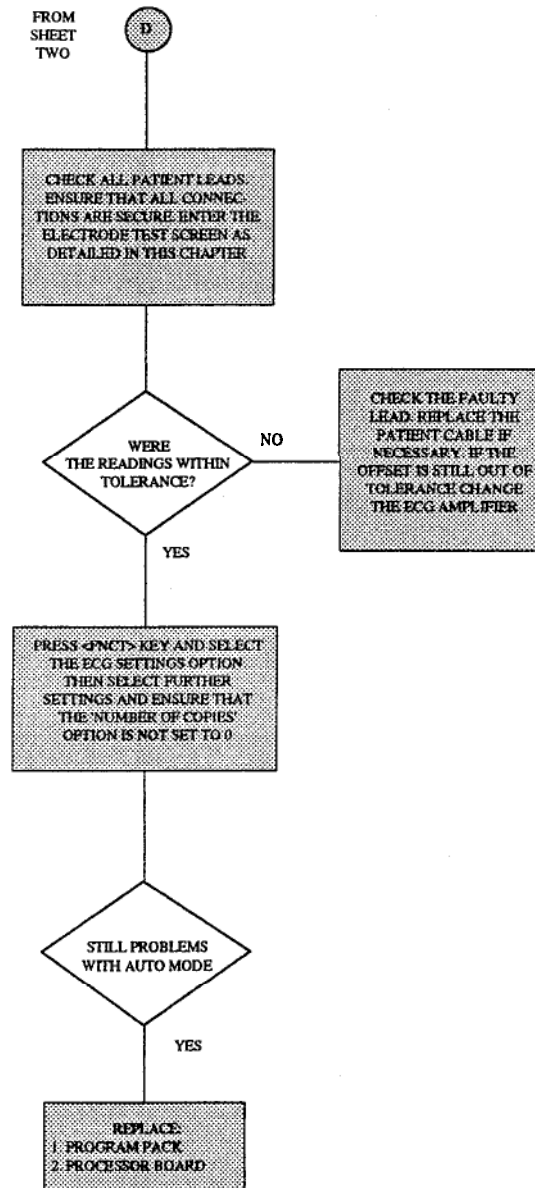 FROM
SHEET
TWO
D
CHECK ALL PATIENT LEADS.
ENSURE THAT ALL CONNEC-
TIONS ARE SECURE. ENTER THE
ELECTRODE TEST SCREEN AS
DETAILED IN THIS CHAPTER
WERE
THE READINGS WITHIN
TOLERANCE?
NO
CHECK THE FAULTY
LEAD. REPLACE THE
PATIENT CABLE IF
NECESSARY. IF THE
OFFSET IS STILL OUT OF
TOLERANCE CHANGE
THE ECG AMPLIFIER
YES
PRESS <FNCT> KEY AND SELECT
THE ECG SETTINGS OPTION
THEN SELECT FURTHER
SETTINGS AND ENSURE THAT
THE 'NUMBER OF COPIES'
OPTION IS NOT SET TO 0
STILL PROBLEMS
WITH AUTO MODE
YES
REPLACE:
1. PROGRAM PACK
2. PROCESSOR BOARD